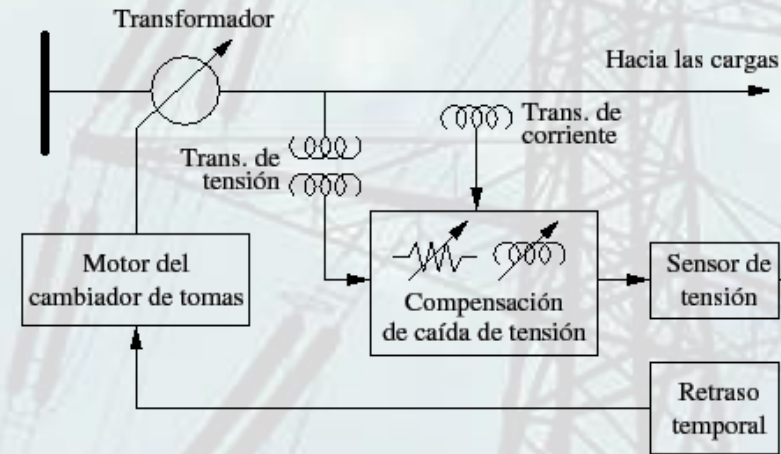 Transformador
Hacia las cargas
Trans. de
corriente
Trans. de
tensión
Motor del
cambiador de tomas
Compensación
de caída de tensión
Sensor de
tensión
Retraso
temporal